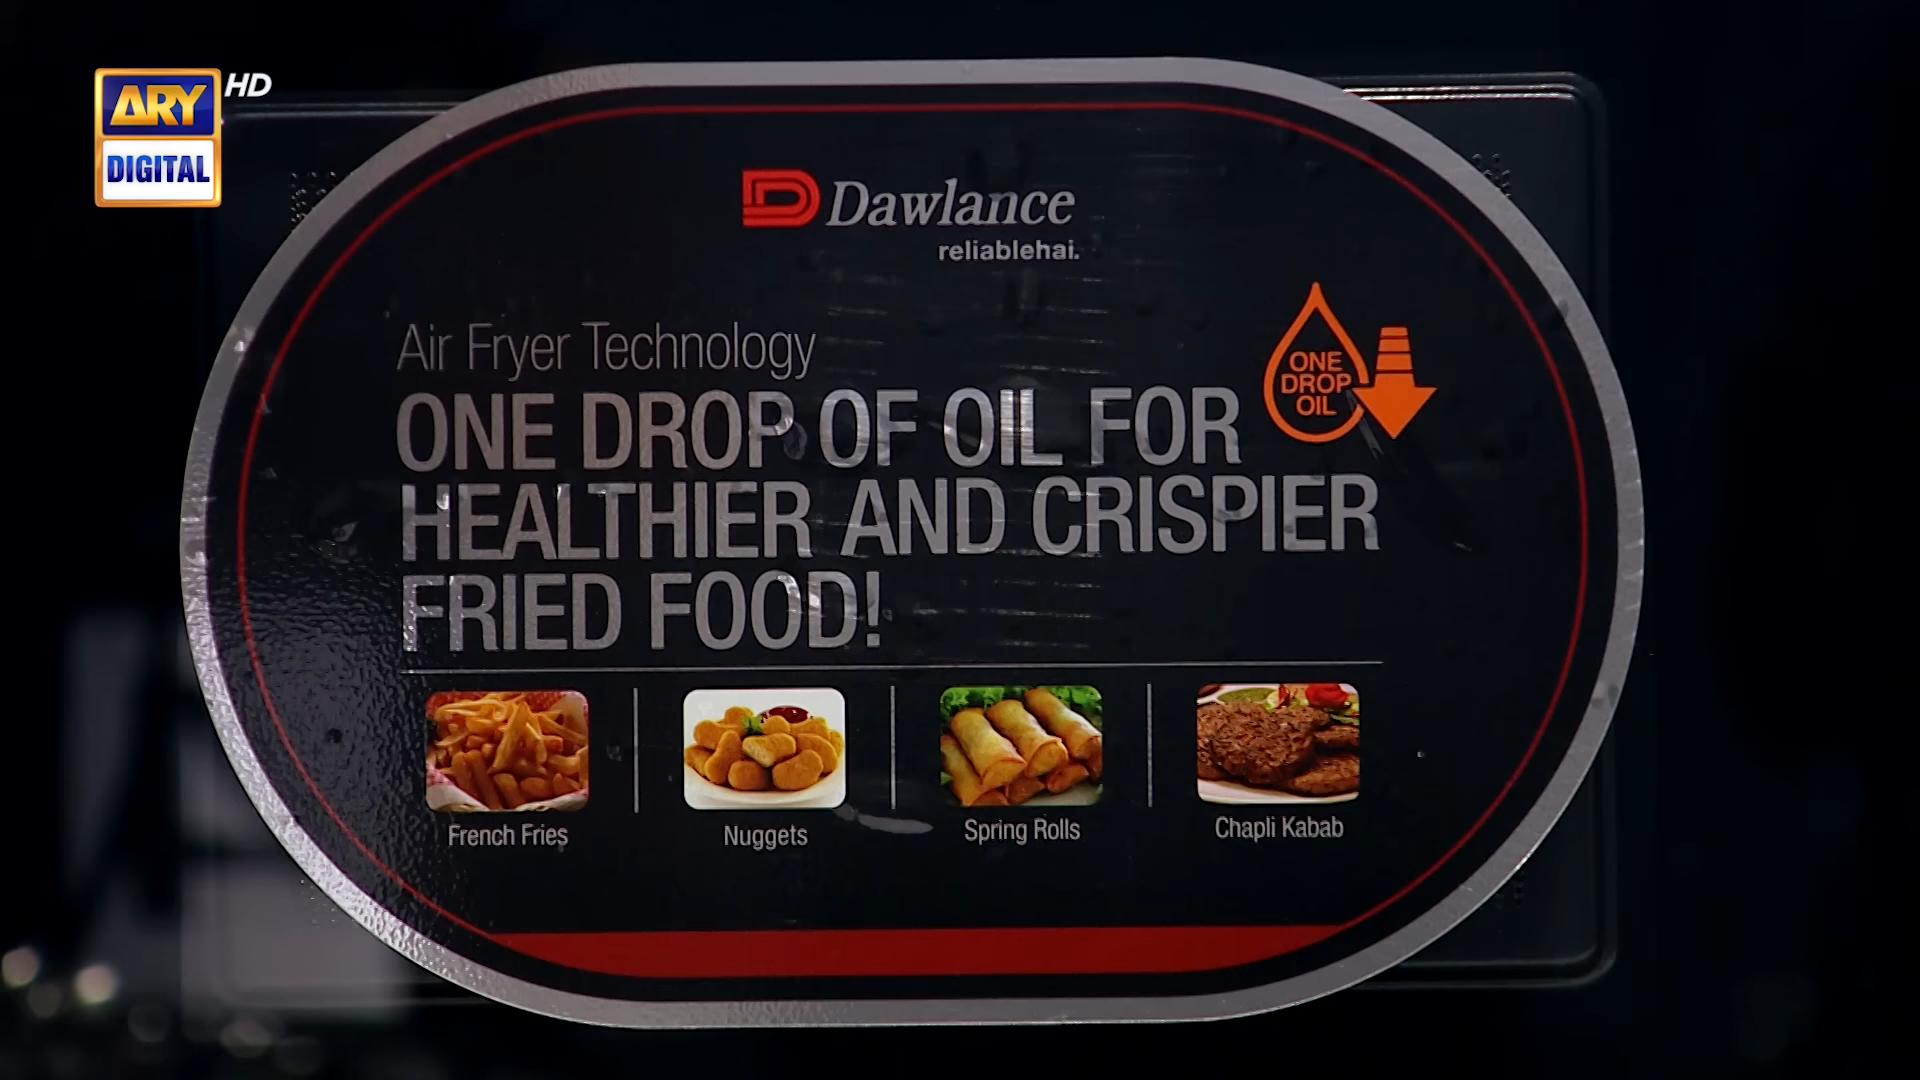 ARY HD
DIGITAL
Dawlance
reliablehai.
Air Fryer Technology
ONE DROP OF OIL FOR
HEALTHIER AND CRISPIER
FRIED FOOD!
ONE
DROP
OIL
French Fries
Nuggets
Spring Rolls
Chapli Kabab